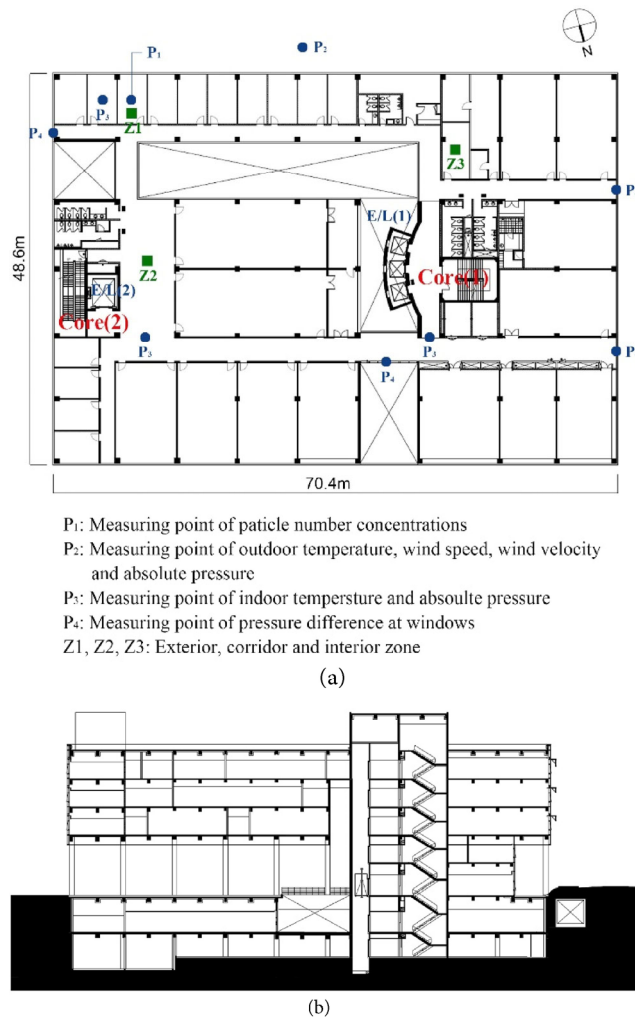 (a)
P₁
P₂
N
P₃
Z1
P₄
Z3
P
48.6m
E/L(1)
Z2
Core(1)
E/L(2)
Core(2)
P₃
P₃
P
P₄
70.4m
P₁: Measuring point of paticle number concentrations
P₂: Measuring point of outdoor temperature, wind speed, wind velocity
and absolute pressure
P₃: Measuring point of indoor tempersture and absoulte pressure
P₄: Measuring point of pressure difference at windows
Z1, Z2, Z3: Exterior, corridor and interior zone
(a)
(b)